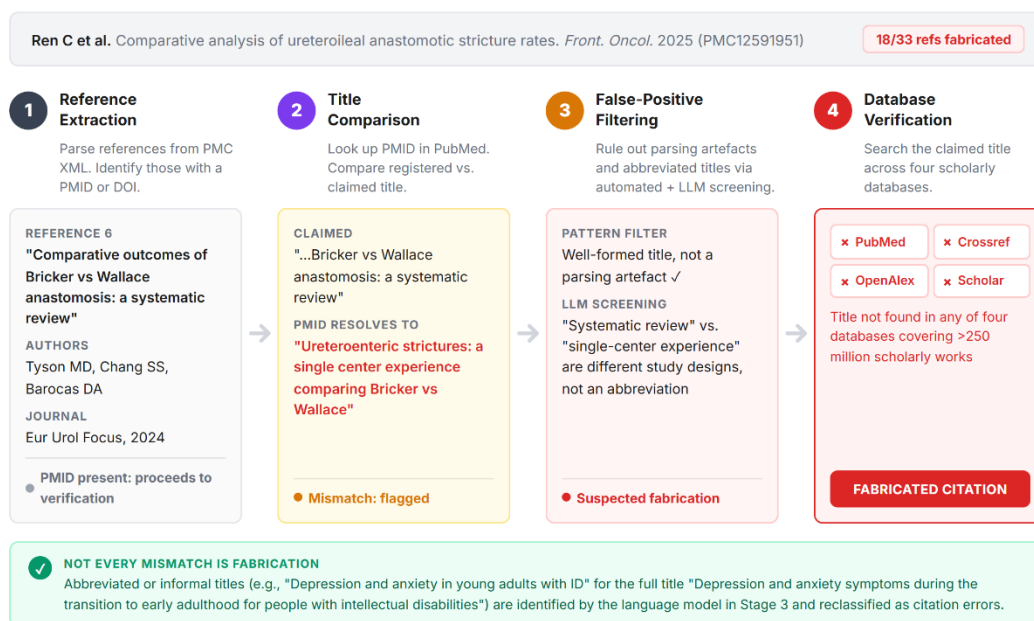 Ren C et al. Comparative analysis of ureteroileal anastomotic stricture rates. Front. Oncol. 2025 (PMC12591951)
18/33 refs fabricated
1
Reference
Extraction
Parse references from PMC
XML. Identify those with a
PMID or DOI.
REFERENCE 6
"Comparative outcomes of
Bricker vs Wallace
anastomosis: a systematic
review"
AUTHORS
Tyson MD, Chang SS,
Barocas DA
JOURNAL
Eur Urol Focus, 2024
PMID present: proceeds to
verification
2
Title
Comparison
Look up PMID in PubMed.
Compare registered vs.
claimed title.
CLAIMED
"...Bricker vs Wallace
anastomosis: a systematic
review"
PMID RESOLVES TO
"Ureteroenteric strictures: a
single center experience
comparing Bricker vs
Wallace"
Mismatch: flagged
3
False-Positive
Filtering
Rule out parsing artefacts
and abbreviated titles via
automated + LLM screening.
PATTERN FILTER
Well-formed title, not a
parsing artefact ✓
LLM SCREENING
"Systematic review" vs.
"single-center experience"
are different study designs,
not an abbreviation
Suspected fabrication
4
Database
Verification
Search the claimed title
across four scholarly
databases.
× PubMed
× Crossref
× OpenAlex
× Scholar
Title not found in any of four
databases covering >250
million scholarly works
FABRICATED CITATION
NOT EVERY MISMATCH IS FABRICATION
Abbreviated or informal titles (e.g., "Depression and anxiety in young adults with ID" for the full title "Depression and anxiety symptoms during the
transition to early adulthood for people with intellectual disabilities") are identified by the language model in Stage 3 and reclassified as citation errors.